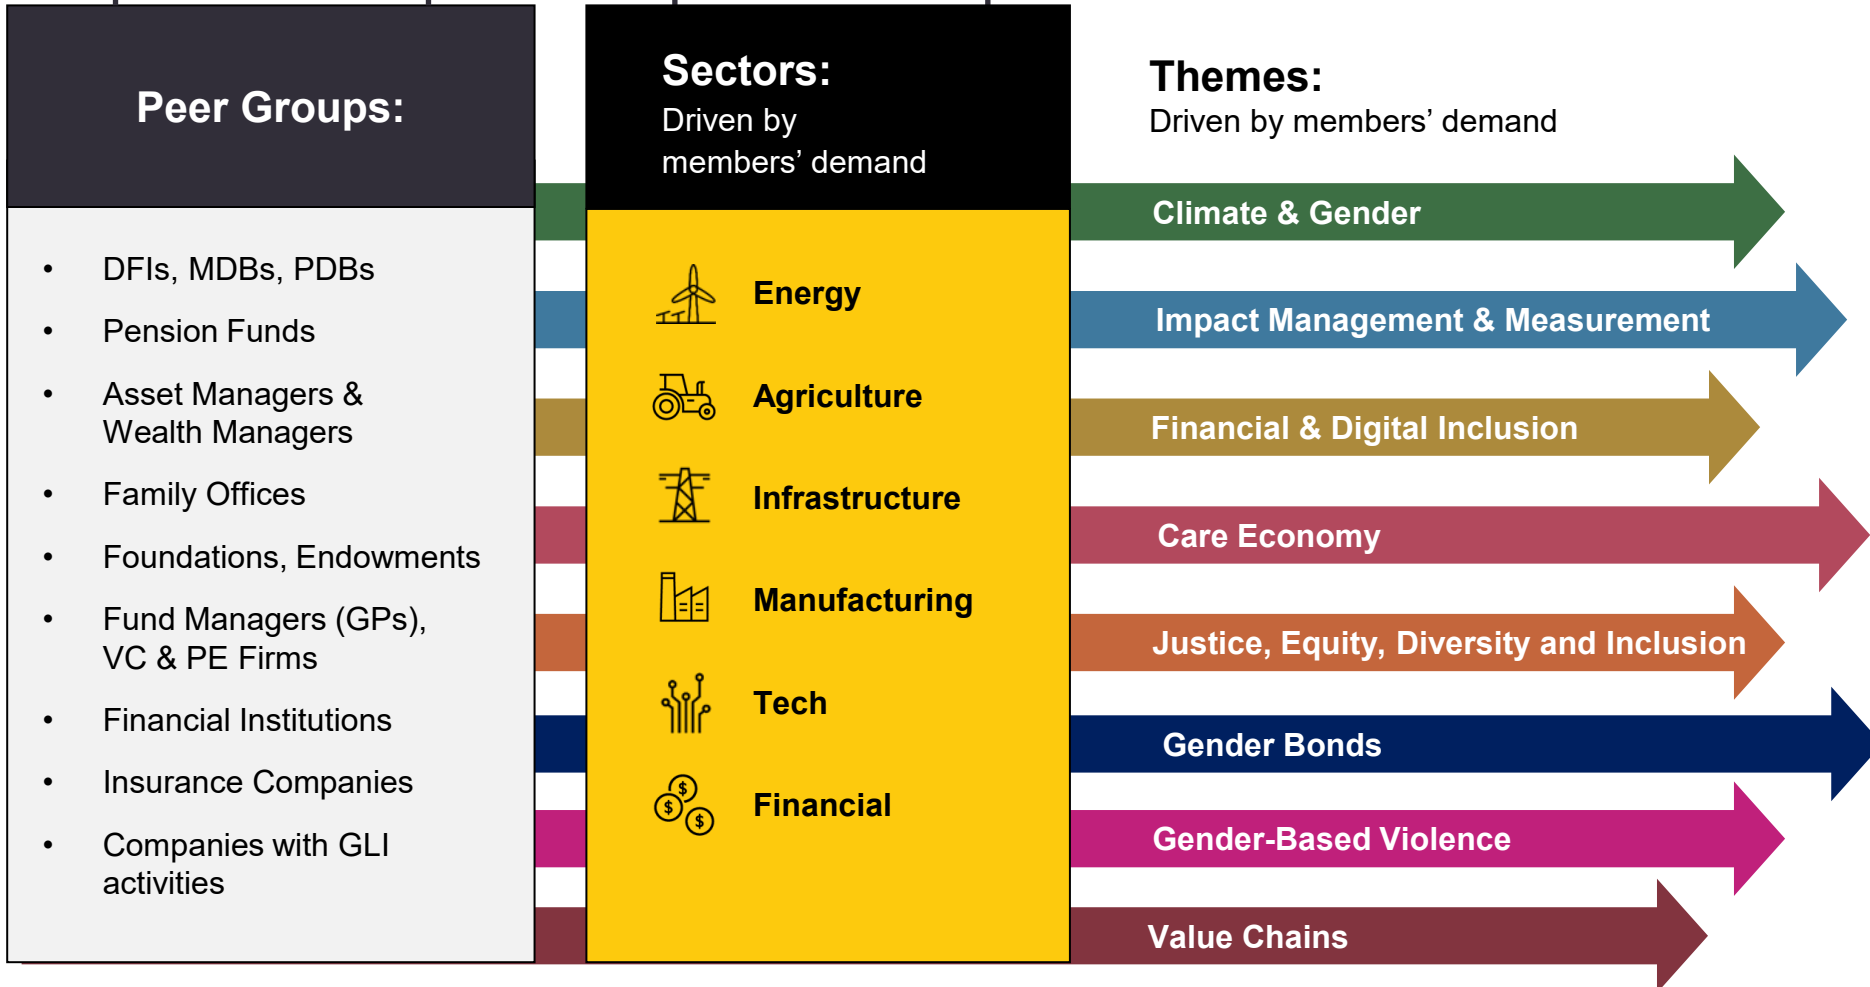 Peer Groups:
• DFIs, MDBs, PDBs
• Pension Funds
• Asset Managers &
Wealth Managers
• Family Offices
• Foundations, Endowments
• Fund Managers (GPs),
VC & PE Firms
• Financial Institutions
• Insurance Companies
• Companies with GLI
activities
Sectors:
Driven by
members’ demand
Energy
Agriculture
Infrastructure
Manufacturing
Tech
$ $ $
Financial
Themes:
Driven by members’ demand
Climate & Gender
Impact Management & Measurement
Financial & Digital Inclusion
Care Economy
Justice, Equity, Diversity and Inclusion
Gender Bonds
Gender-Based Violence
Value Chains